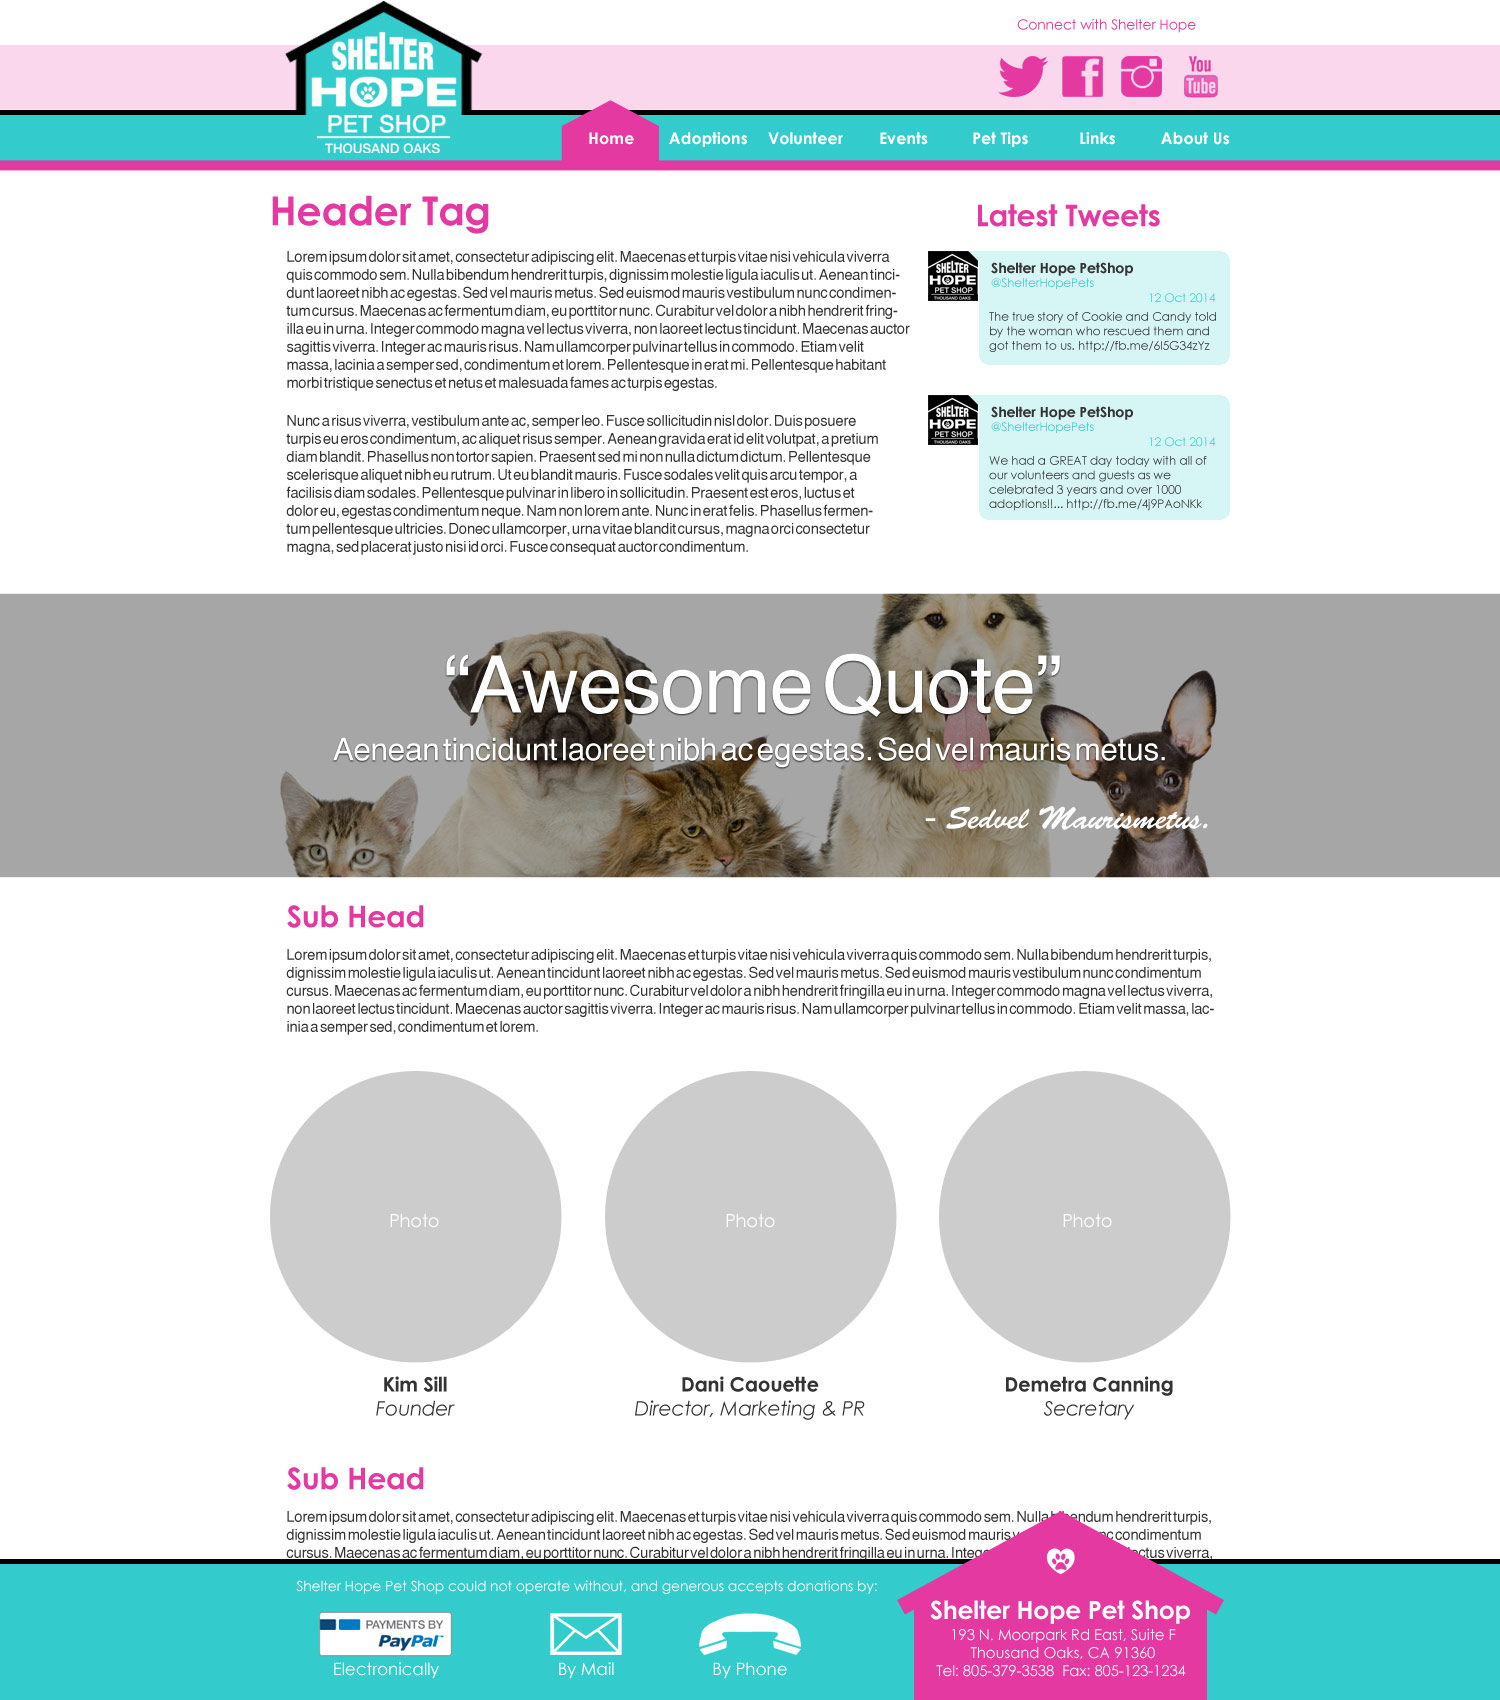 Connect with Shelter Hope
SHELTER
HOPE
PET SHOP
THOUSAND OAKS
You
Tube
Home Adoptions Volunteer Events Pet Tips Links About Us
Header Tag
Lorem ipsum dolor sit amet, consectetur adipiscing elit. Maecenas et turpis vitae nisi vehicula viverra
quis commodo sem. Nulla bibendum hendrerit turpis, dignissim molestie ligula iaculis ut. Aenean tinci-
dunt laoreet nibh ac egestas. Sed vel mauris metus. Sed euismod mauris vestibulum nunc condimen-
tum cursus. Maecenas ac fermentum diam, eu porttitor nunc. Curabitur vel dolor a nibh hendrerit fring-
illa eu in urna. Integer commodo magna vel lectus viverra, non laoreet lectus tincidunt. Maecenas auctor
sagittis viverra. Integer ac mauris risus. Nam ullamcorper pulvinar tellus in commodo. Etiam velit
massa, lacinia a semper sed, condimentum et lorem. Pellentesque in erat mi. Pellentesque habitant
morbi tristique senectus et netus et malesuada fames ac turpis egestas.
Nunc a risus viverra, vestibulum ante ac, semper leo. Fusce sollicitudin nisl dolor. Duis posuere
turpis eu eros condimentum, ac aliquet risus semper. Aenean gravida erat id elit volutpat, a pretium
diam blandit. Phasellus non tortor sapien. Praesent sed mi non nulla dictum dictum. Pellentesque
scelerisque aliquet nibh eu rutrum. Ut eu blandit mauris. Fusce sodales velit quis arcu tempor, a
facilisis diam sodales. Pellentesque pulvinar in libero in sollicitudin. Praesent est eros, luctus et
dolor eu, egestas condimentum neque. Nam non lorem ante. Nunc in erat felis. Phasellus fermen-
tum pellentesque ultricies. Donec ullamcorper, urna vitae blandit cursus, magna orci consectetur
magna, sed placerat justo nisi id orci. Fusce consequat auctor condimentum.
Latest Tweets
SHELTER
HOPE
PET SHOP
THOUSAND OAKS
Shelter Hope PetShop
@ShelterHopePets
12 Oct 2014
The true story of Cookie and Candy told
by the woman who rescued them and
got them to us. http://fb.me/6I5G34zYz
SHELTER
HOPE
PET SHOP
THOUSAND OAKS
Shelter Hope PetShop
@ShelterHopePets
12 Oct 2014
We had a GREAT day today with all of
our volunteers and guests as we
celebrated 3 years and over 1000
adoptions!!... http://fb.me/4j9PAoNKk
“Awesome Quote”
Aenean tincidunt laoreet nibh ac egestas. Sed vel mauris metus.
- Sedvel Maurismetus.
Sub Head
Lorem ipsum dolor sit amet, consectetur adipiscing elit. Maecenas et turpis vitae nisi vehicula viverra quis commodo sem. Nulla bibendum hendrerit turpis,
dignissim molestie ligula iaculis ut. Aenean tincidunt laoreet nibh ac egestas. Sed vel mauris metus. Sed euismod mauris vestibulum nunc condimentum
cursus. Maecenas ac fermentum diam, eu porttitor nunc. Curabitur vel dolor a nibh hendrerit fringilla eu in urna. Integer commodo magna vel lectus viverra,
non laoreet lectus tincidunt. Maecenas auctor sagittis viverra. Integer ac mauris risus. Nam ullamcorper pulvinar tellus in commodo. Etiam velit massa, lac-
inia a semper sed, condimentum et lorem.
Photo Photo Photo
Kim Sill Dani Caouette Demetra Canning
Founder Director, Marketing & PR Secretary
Sub Head
Lorem ipsum dolor sit amet, consectetur adipiscing elit. Maecenas et turpis vitae nisi vehicula viverra quis commodo sem. Nulla bibendum hendrerit turpis,
dignissim molestie ligula iaculis ut. Aenean tincidunt laoreet nibh ac egestas. Sed vel mauris metus. Sed euismod mauris condimentum
cursus. Maecenas ac fermentum diam, eu porttitor nunc. Curabitur vel dolor a nibh hendrerit fringilla eu in urna. viverra,
Shelter Hope Pet Shop could not operate without, and generous accepts donations by:
PAYMENTS BY
PayPal™
Electronically By Mail By Phone
Shelter Hope Pet Shop
193 N. Moorpark Rd East, Suite F
Thousand Oaks, CA 91360
Tel: 805-379-3538 Fax: 805-123-1234